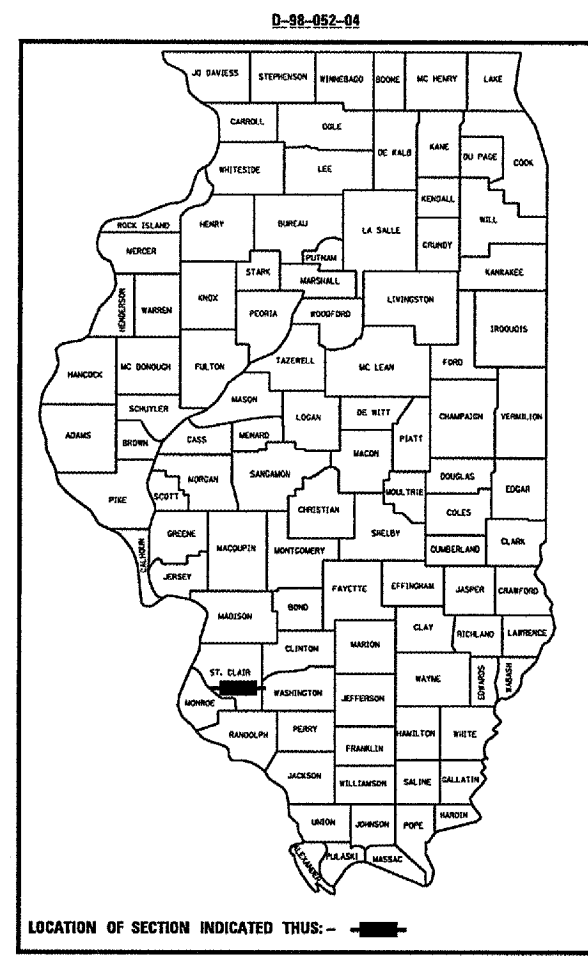 D-98-052-04
JO DAVIESS STEPHENSON WINNEBAGO BOONE MC HENRY LAKE
CARROLL OGLE DE KALB KANE DU PAGE COOK
WHITESIDE LEE KENDALL WILL
ROCK ISLAND HENRY BUREAU LA SALLE GRUNDY
MERCER PUTNAM KANKAKEE
STARK MARSHALL
HENDERSON WARREN KNOX PEORIA WOODFORD LIVINGSTON IROQUOIS
HANCOCK MC DONOUGH FULTON TAZEWELL MC LEAN FORD
MASON
SCHUYLER LOGAN DE WITT CHAMPAIGN VERMILION
ADAMS BROWN CASS MENARD MACON PIATT
PIKE SCOTT MORGAN SANGAMON MOULTRIE DOUGLAS EDGAR
CHRISTIAN COLES
CALHOUN GREENE MACOUPIN MONTGOMERY SHELBY CUMBERLAND CLARK
JERSEY FAYETTE EFFINGHAM JASPER CRAWFORD
MADISON BOND
CLINTON MARION CLAY RICHLAND LAWRENCE
ST. CLAIR WASHINGTON WAYNE EDWARDS WABASH
MONROE JEFFERSON
RANDOLPH PERRY HAMILTON WHITE
FRANKLIN
JACKSON WILLIAMSON SALINE GALLATIN
UNION JOHNSON POPE HARDIN
ALEXANDER PULASKI MASSAC
LOCATION OF SECTION INDICATED THUS: -